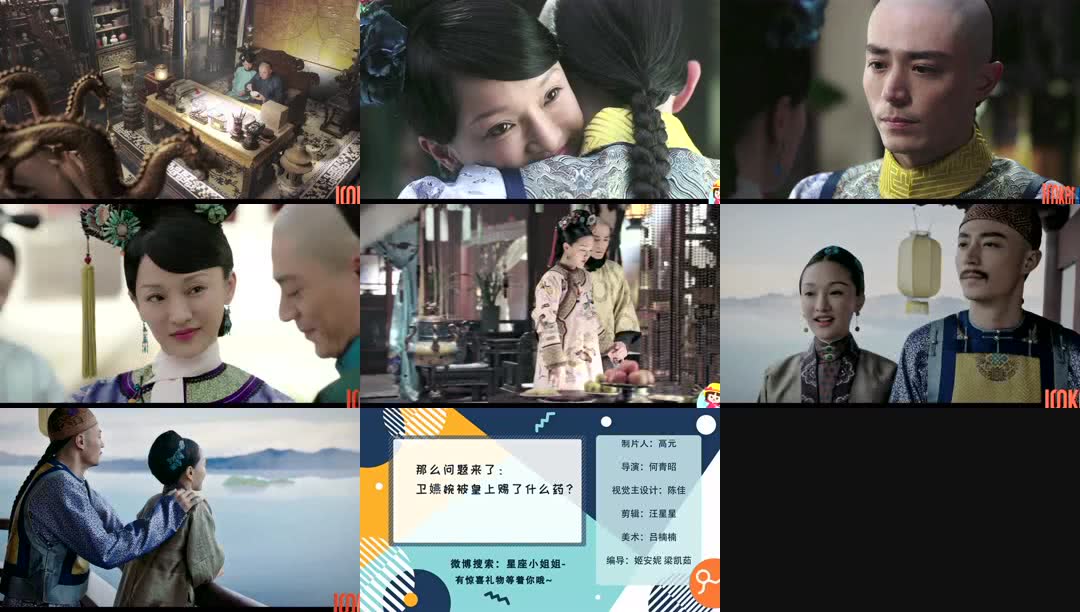 那么问题来了：
卫嬿婉被皇上赐了什么药？
微博搜索：星座小姐姐-
有惊喜礼物等着你哦~
制片人：高元
导演：何青昭
视觉主设计：陈佳
剪辑：汪星星
美术：吕楠楠
编导：姬安妮 梁凯茹